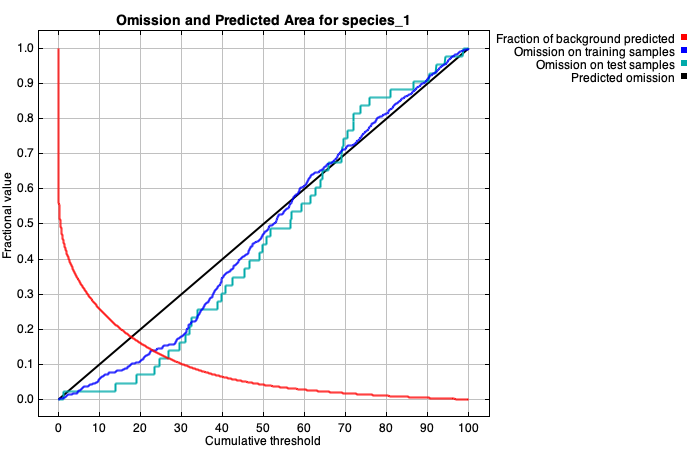 Omission and Predicted Area for species_1
Fraction of background predicted
Omission on training samples
Omission on test samples
Predicted omission
Fractional value
1.0
0.9
0.8
0.7
0.6
0.5
0.4
0.3
0.2
0.1
0.0
0 10 20 30 40 50 60 70 80 90 100
Cumulative threshold